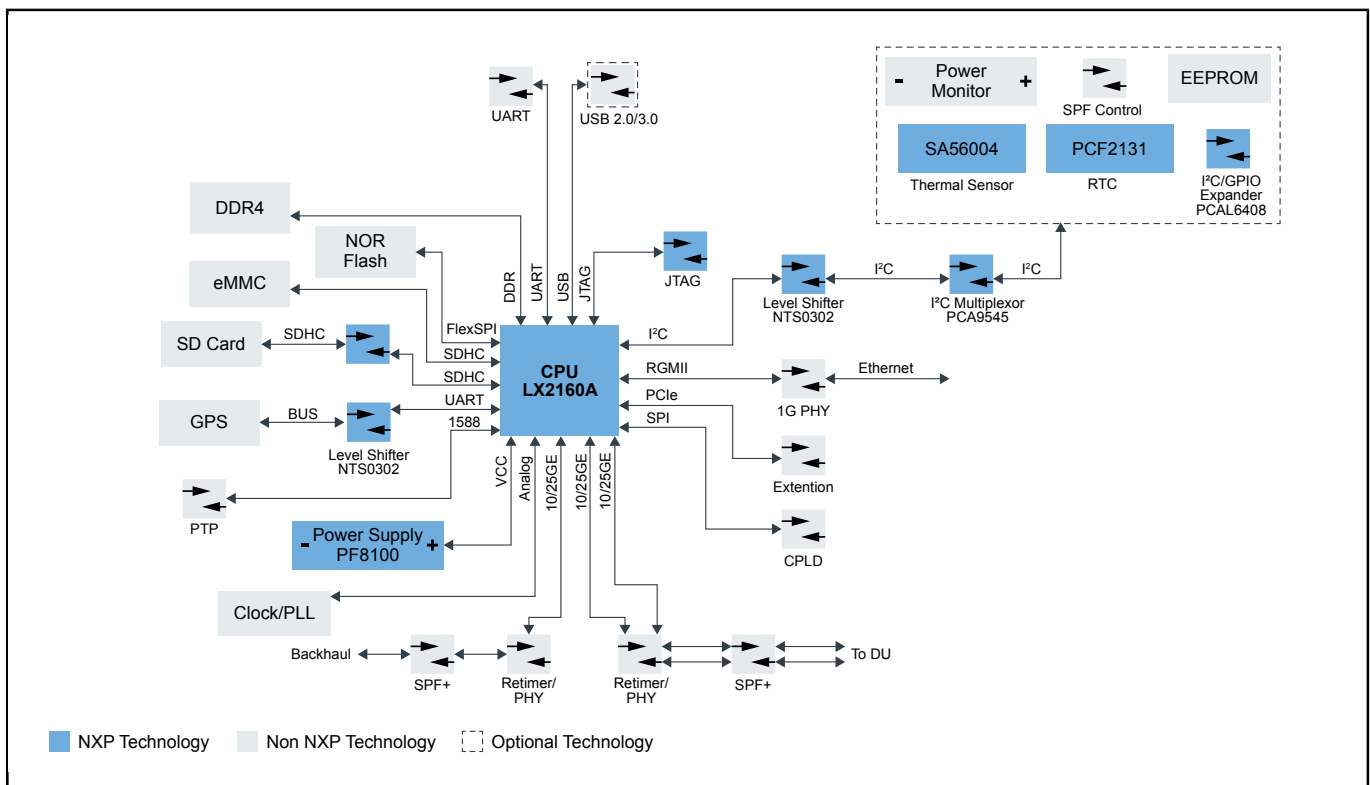 - Power Monitor +
SPF Control
EEPROM
SA56004
Thermal Sensor
PCF2131
RTC
I²C/GPIO
Expander
PCAL6408
UART
USB 2.0/3.0
DDR4
NOR
Flash
eMMC
SD Card
SDHC
GPS
BUS
Level Shifter
NTS0302
PTP
DDR
UART
USB
JTAG
JTAG
FlexSPI
SDHC
SDHC
UART
1588
CPU
LX2160A
I²C
RGMII
PCIe
SPI
Level Shifter
NTS0302
I²C
I²C Multiplexor
PCA9545
I²C
1G PHY
Ethernet
Extention
CPLD
VCC
Analog
10/25GE
10/25GE
10/25GE
- Power Supply +
PF8100
Clock/PLL
Backhaul
SPF+
Retimer/
PHY
Retimer/
PHY
SPF+
To DU
NXP Technology
Non NXP Technology
Optional Technology